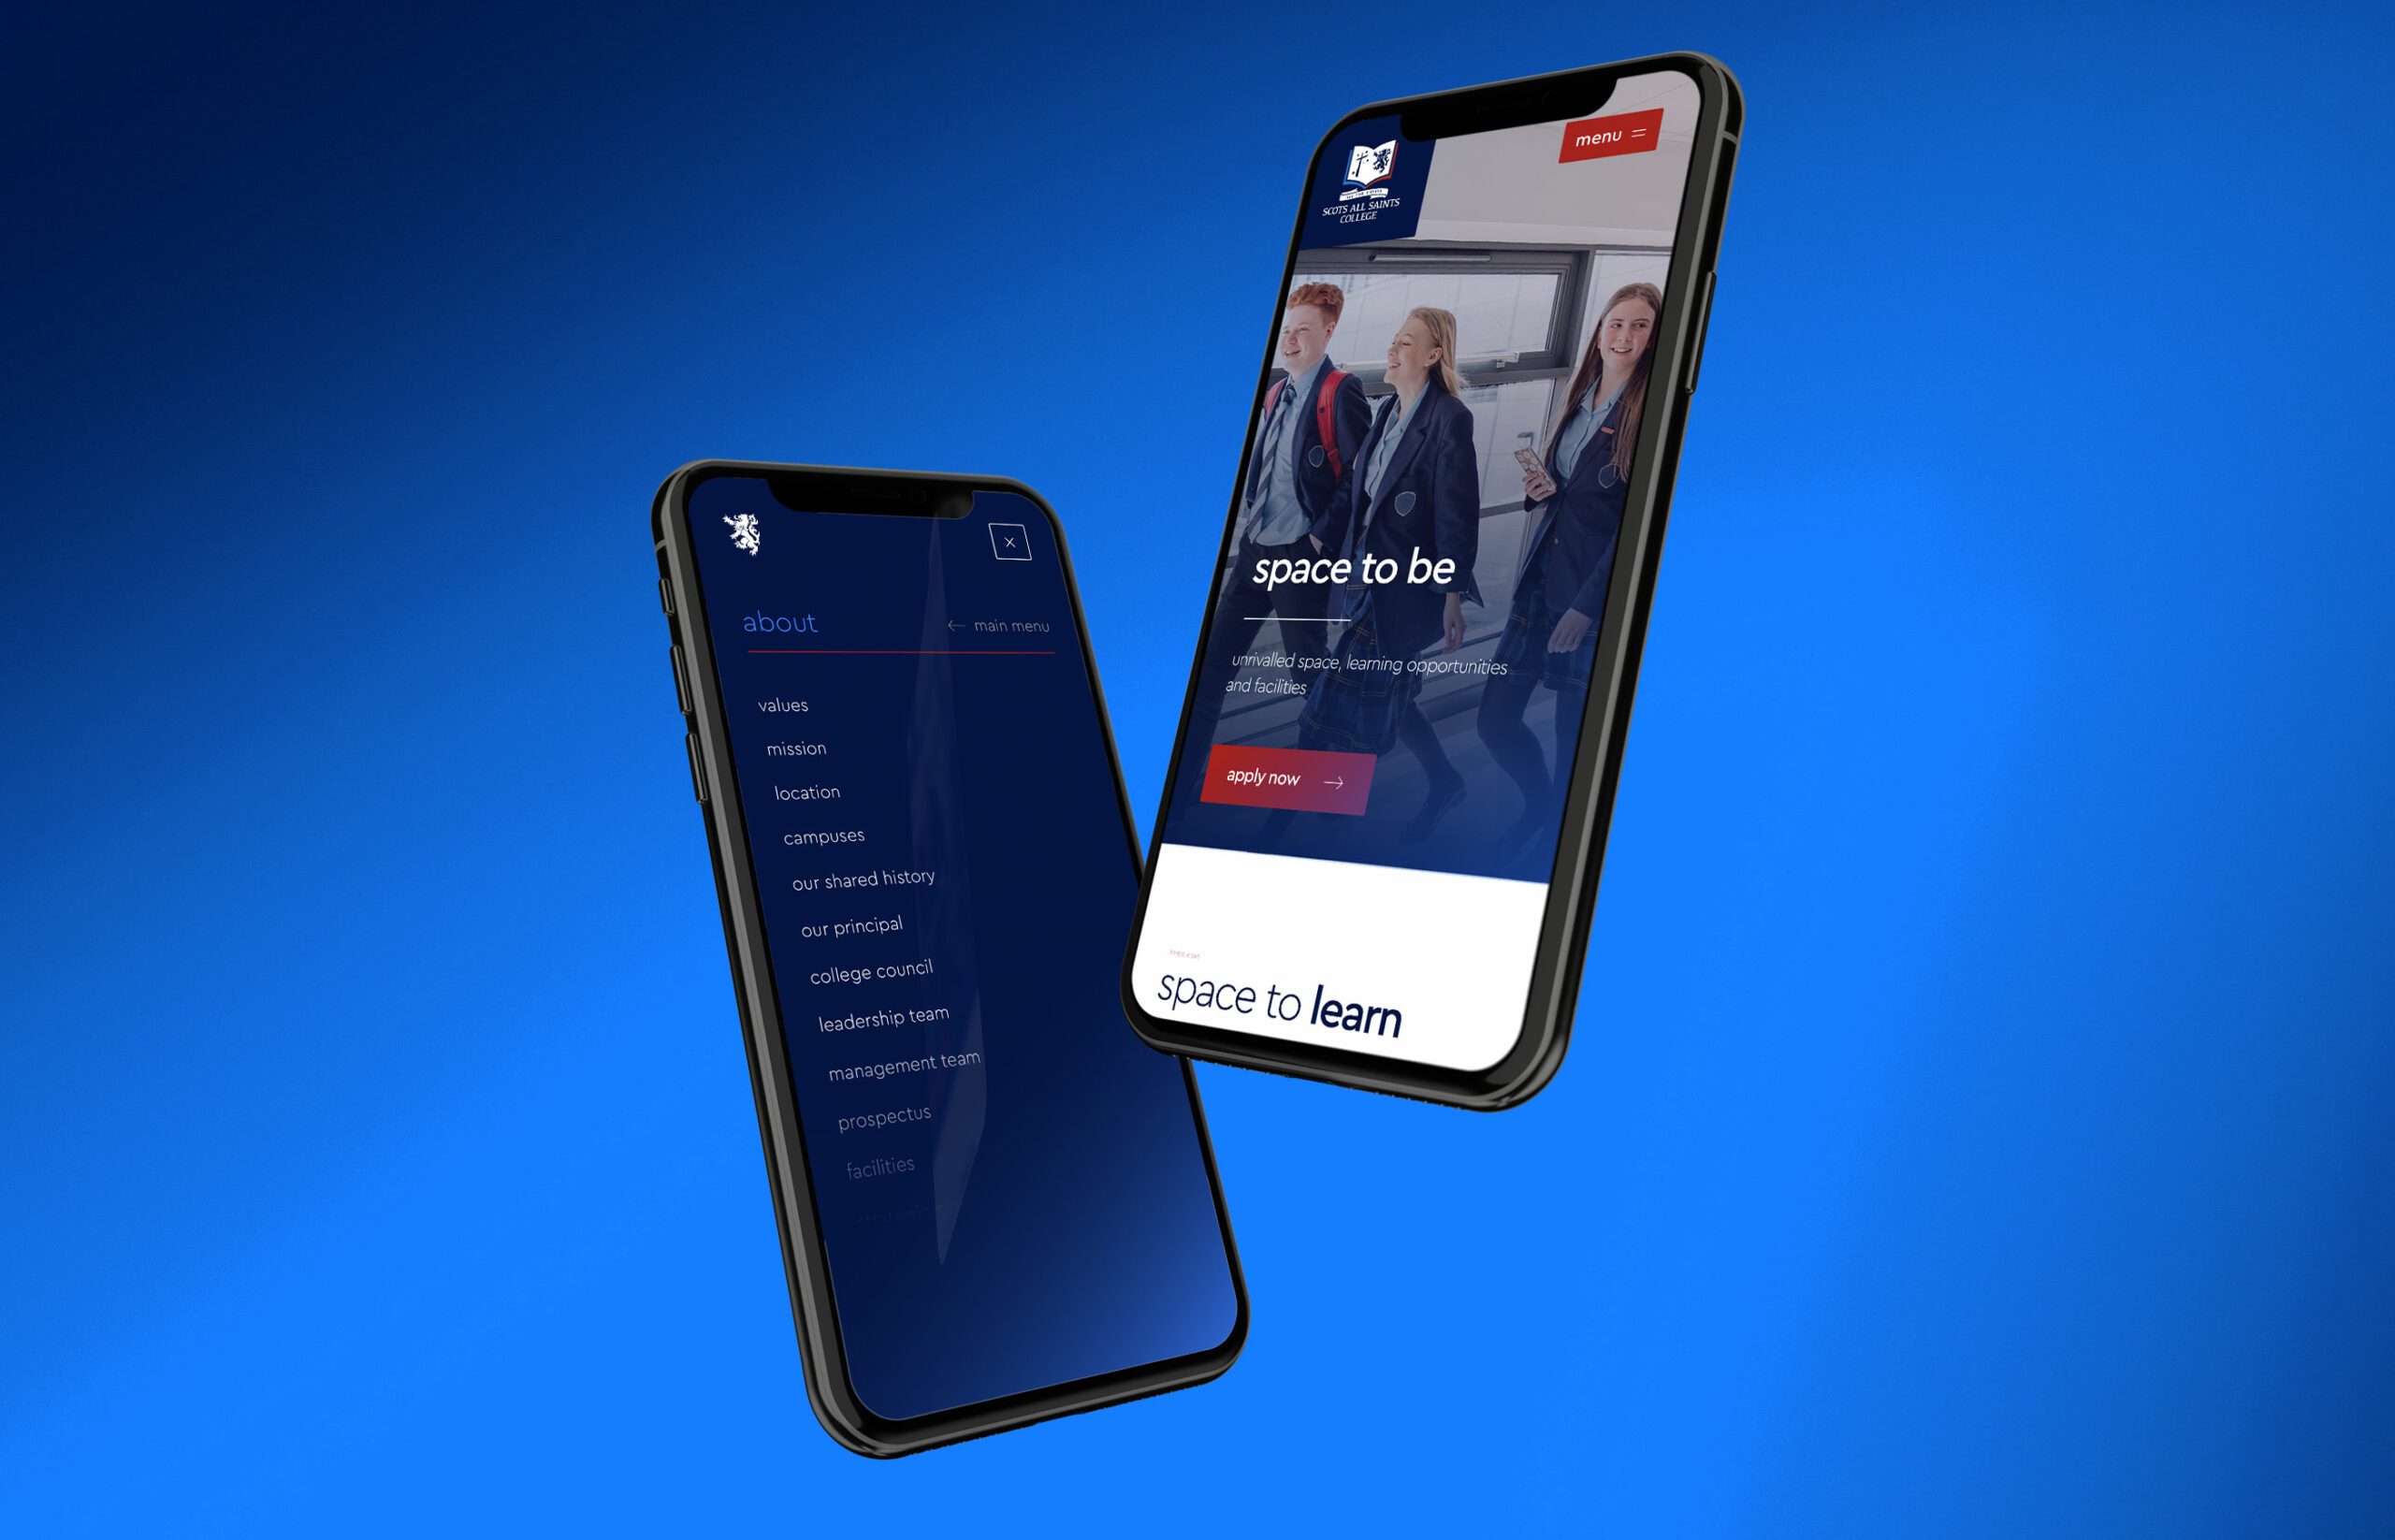 about
← main menu
values
mission
location
campuses
our shared history
our principal
college council
leadership team
management team
prospectus
facilities
SCOTS ALL SAINTS
COLLEGE
menu
space to be
unrivalled space, learning opportunities
and facilities
apply now →
space to learn